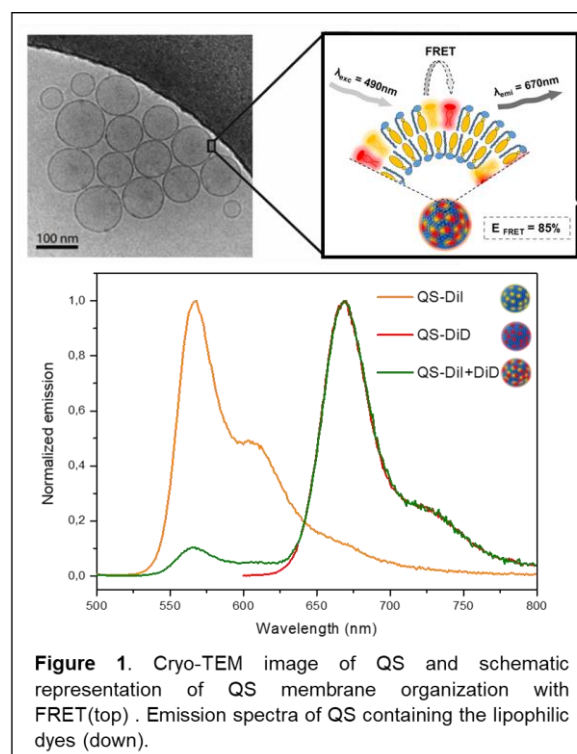 FRET
λexc = 490nm
λemi = 670nm
E FRET = 85%
100 nm
1,0
0,8
0,6
0,4
0,2
0,0
Normalized emission
QS-DiI
QS-DiD
QS-DiI+DiD
500 550 600 650 700 750 800
Wavelength (nm)
Figure 1. Cryo-TEM image of QS and schematic
representation of QS membrane organization with
FRET(top) . Emission spectra of QS containing the lipophilic
dyes (down).